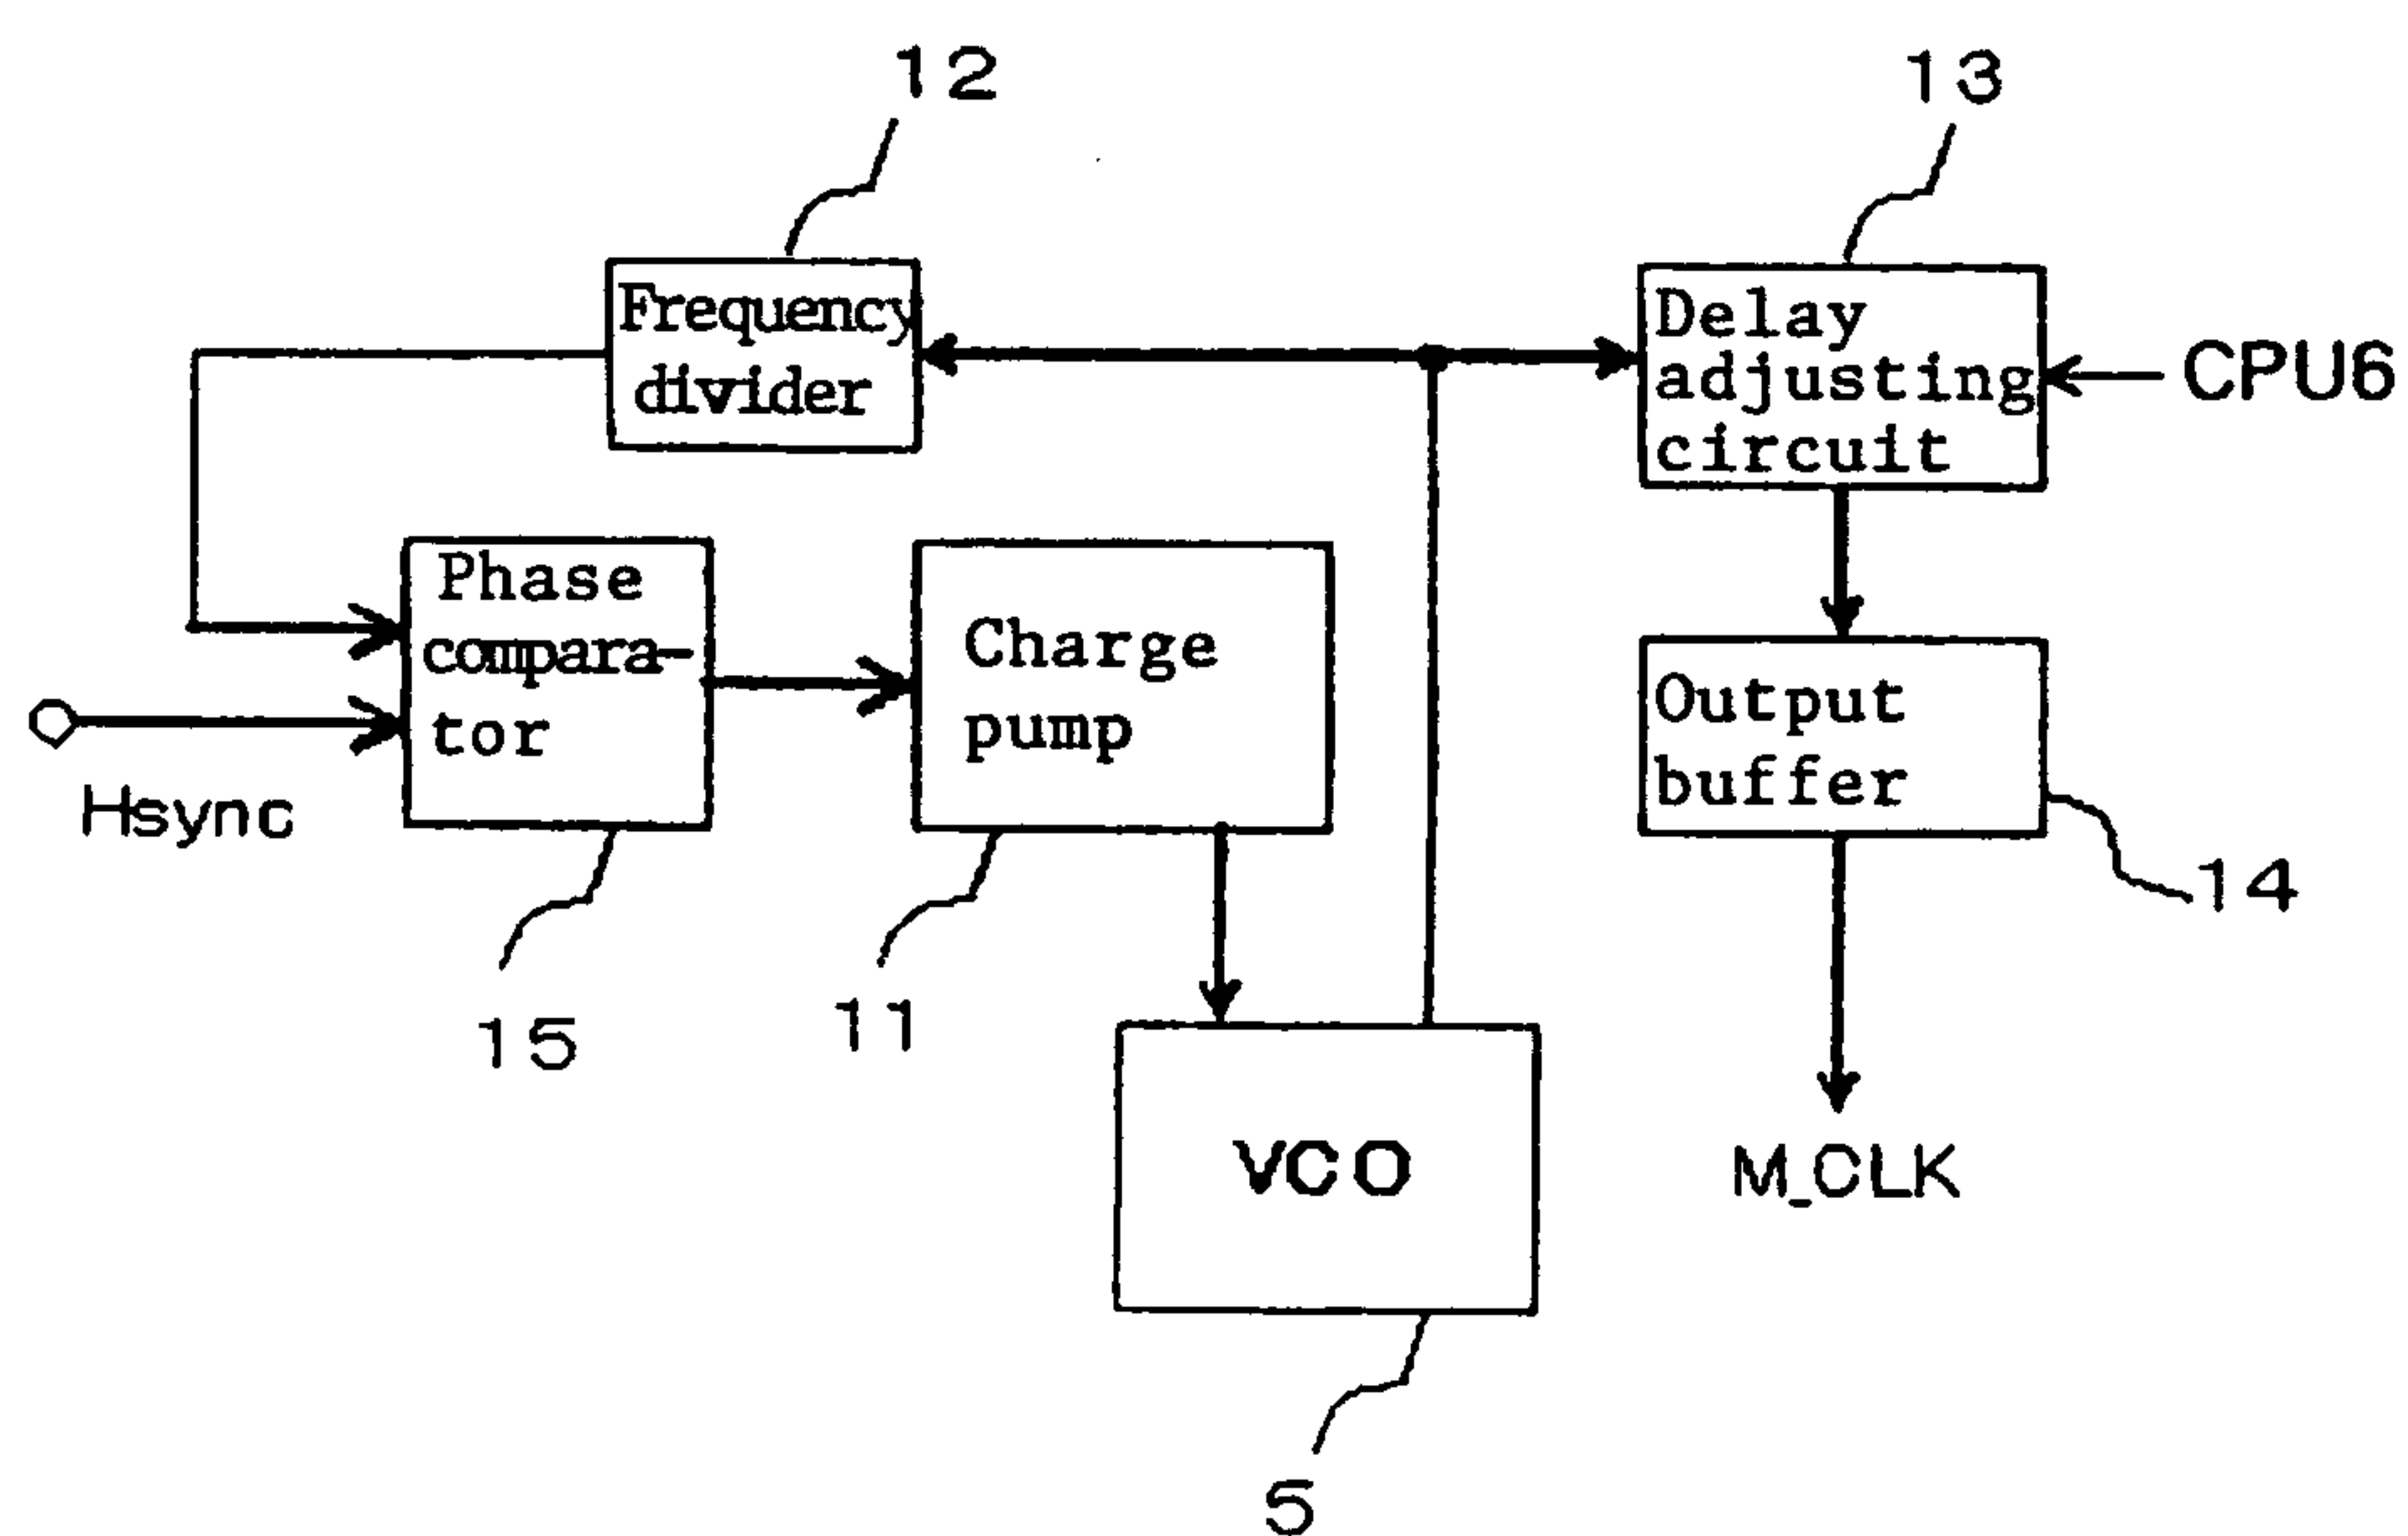 12
13
Frequency
divider
Delay
adjusting
circuit
CPU6
Phase
compara-
tor
Charge
pump
Output
buffer
Hsync
14
15
11
VCO
M_CLK
5